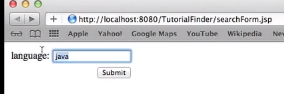 http://localhost:8080/TutorialFinder/searchForm.jsp
Apple Yahoo! Google Maps YouTube Wikipedia
language: java
Submit